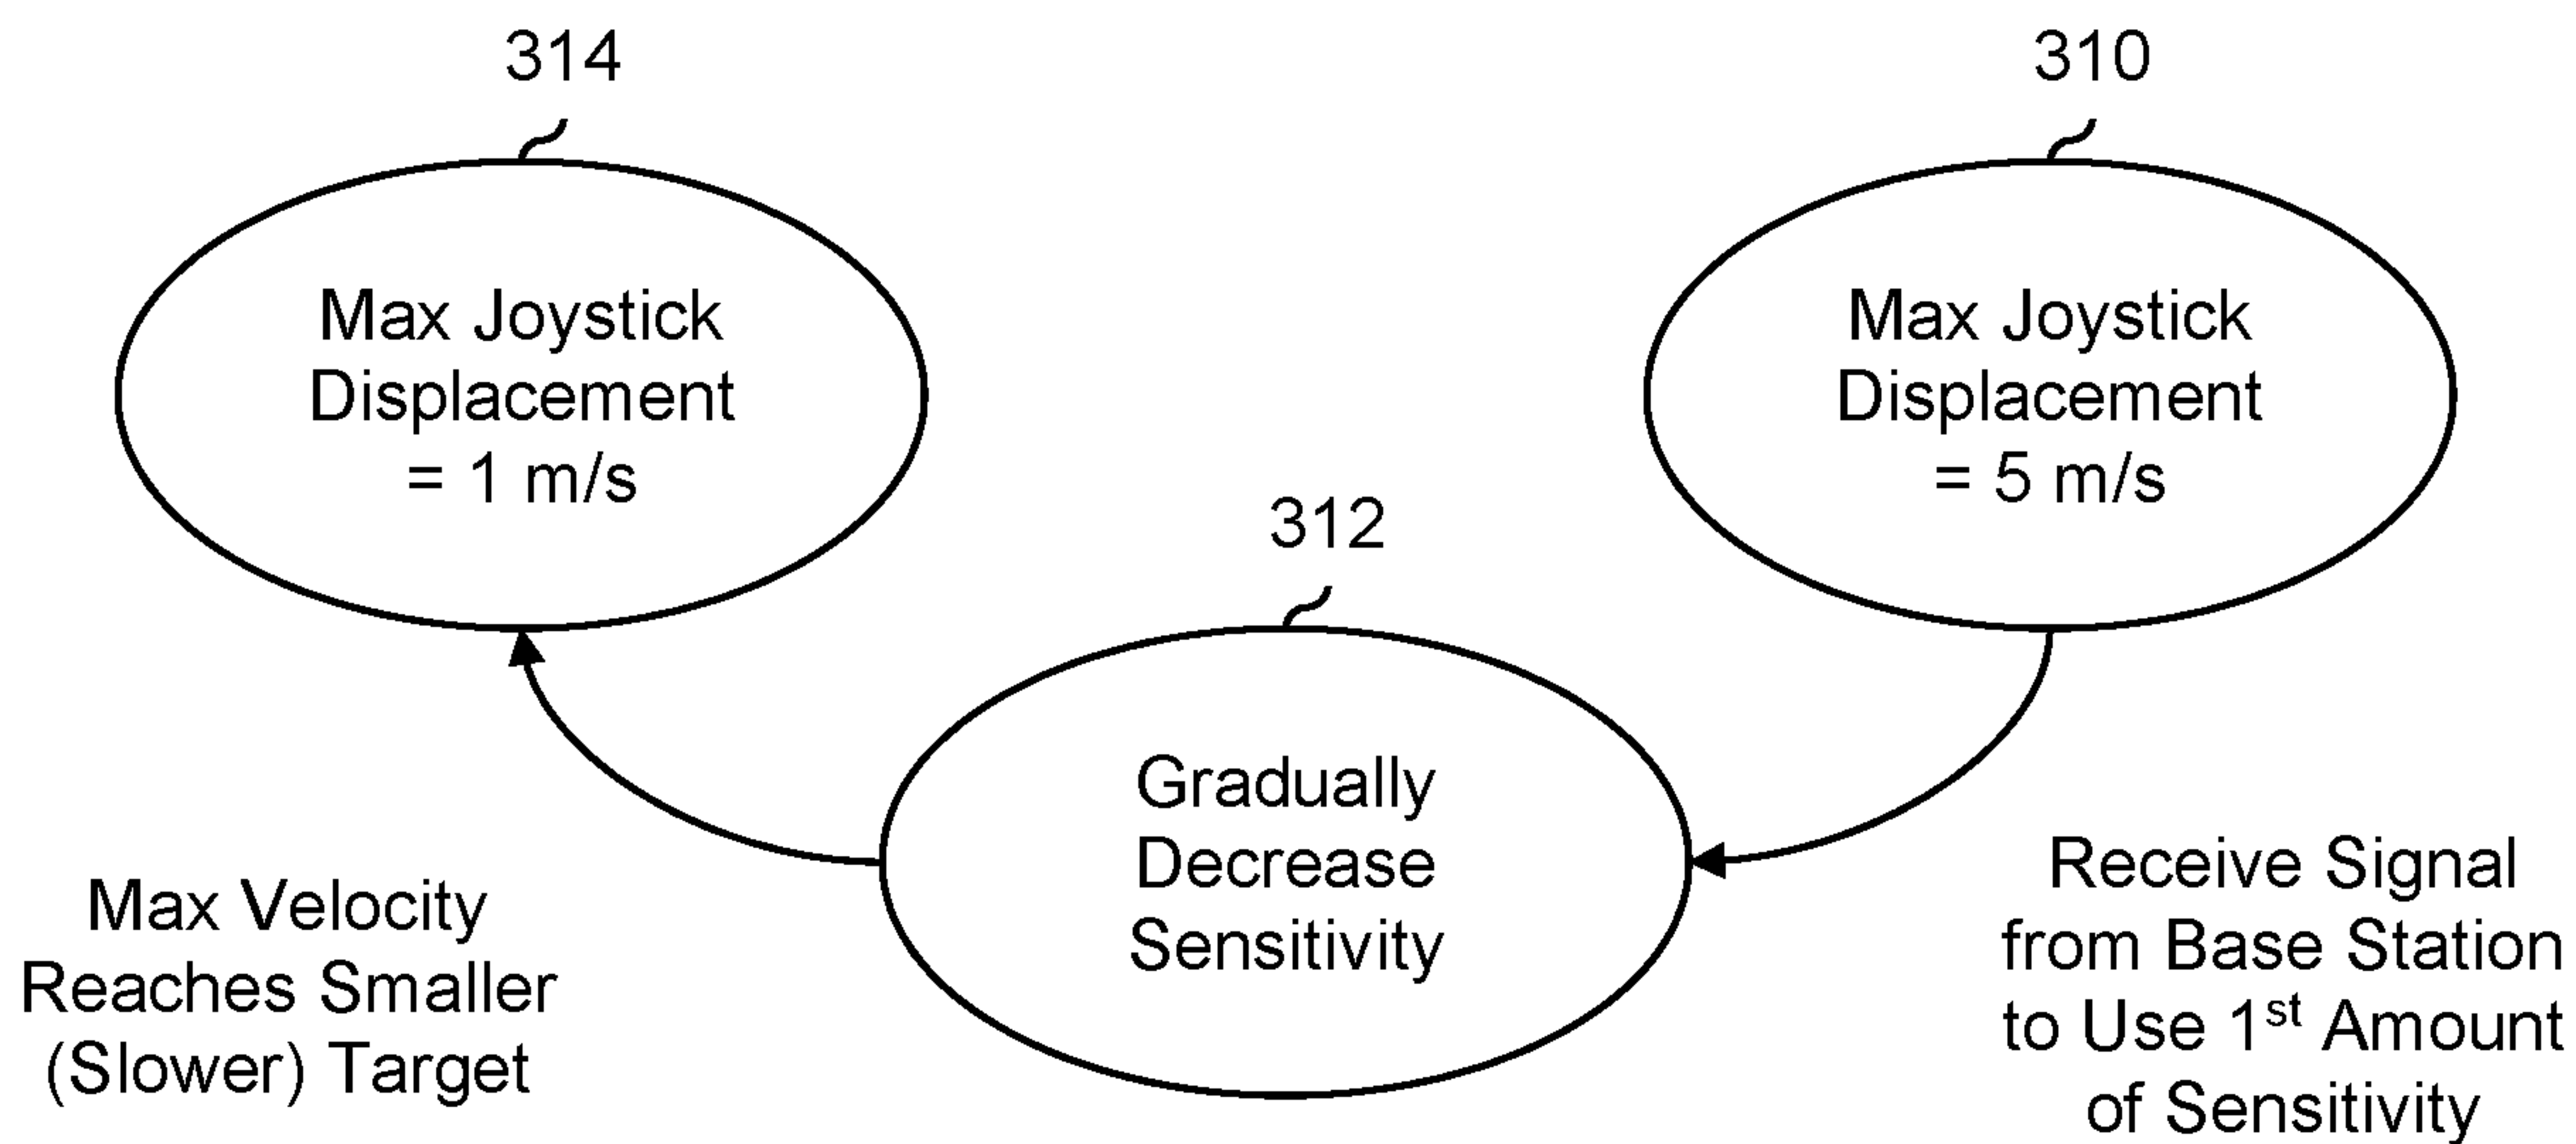 314
310
Max Joystick
Displacement
= 1 m/s
Max Joystick
Displacement
= 5 m/s
312
Gradually
Decrease
Sensitivity
Max Velocity
Reaches Smaller
(Slower) Target
Receive Signal
from Base Station
to Use 1st Amount
of Sensitivity